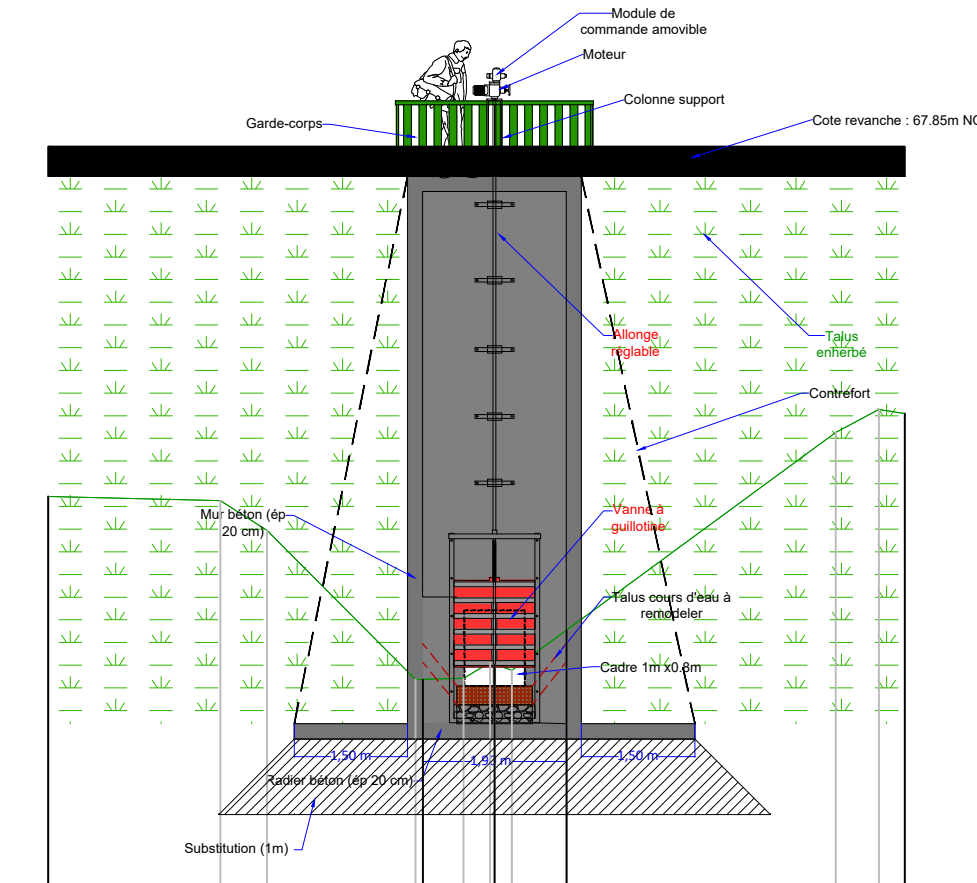 Module de
commande amovible
Moteur
Colonne support
Garde-corps
Cote revanche : 67.85m
Allonge
réglable
Talus
enherbé
Contrefort
Mur béton (ép
20 cm)
Vanne à
guillotine
Talus cours d'eau à
remodeler
Cadre 1m x0.8m
1,50 m
m
1,50 m
Radier béton (ép 20 cm)
Substitution (1m)